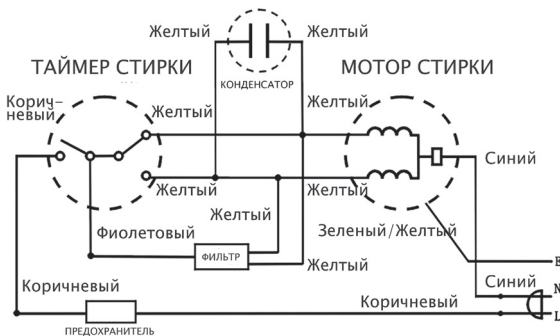 Желтый
Желтый
КОНДЕНСАТОР
ТАЙМЕР СТИРКИ
МОТОР СТИРКИ
Корич-
невый
Желтый
Желтый
Желтый
Желтый
Синий
Желтый
Фиолетовый
Зеленый/Желтый
ФИЛЬТР
Желтый
E
Коричневый
Синий
N
Коричневый
L
ПРЕДОХРАНИТЕЛЬ